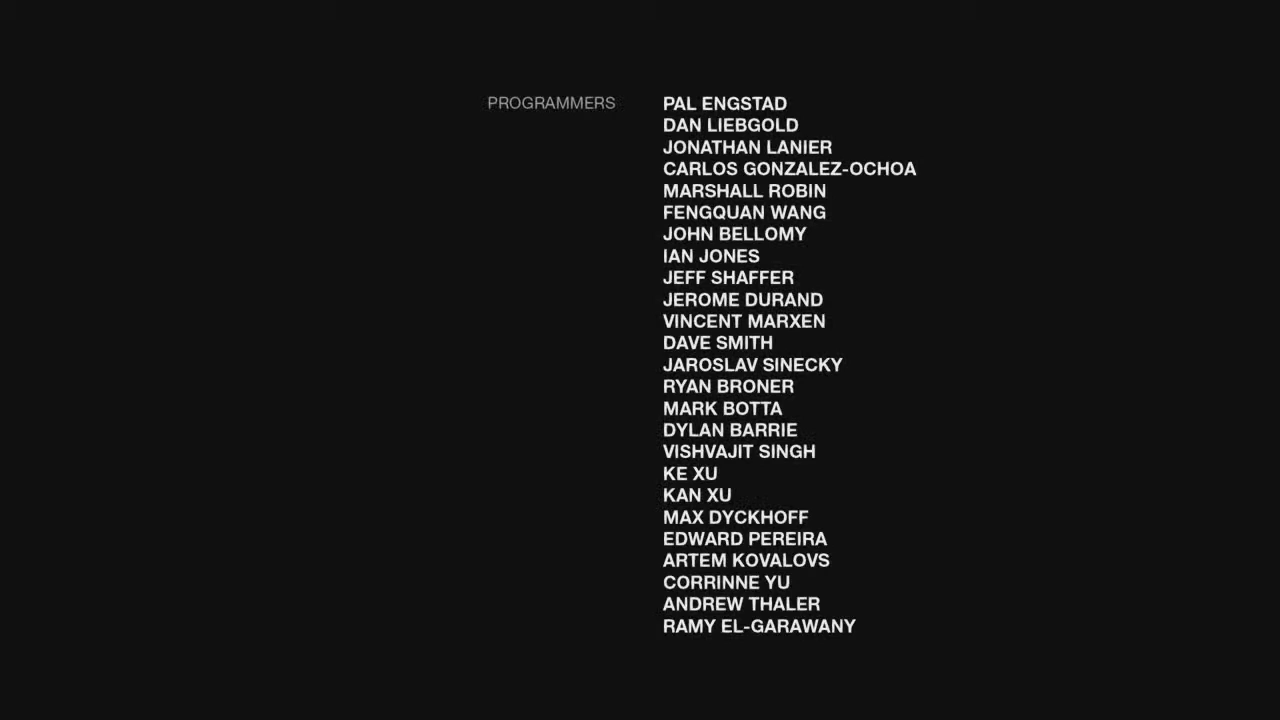 PROGRAMMERS PAL ENGSTAD
DAN LIEBGOLD
JONATHAN LANIER
CARLOS GONZALEZ-OCHOA
MARSHALL ROBIN
FENGQUAN WANG
JOHN BELLOMY
IAN JONES
JEFF SHAFFER
JEROME DURAND
VINCENT MARXEN
DAVE SMITH
JAROSLAV SINECKY
RYAN BRONER
MARK BOTTA
DYLAN BARRIE
VISHVAJIT SINGH
KE XU
KAN XU
MAX DYCKHOFF
EDWARD PEREIRA
ARTEM KOVALOVS
CORRINNE YU
ANDREW THALER
RAMY EL-GARAWANY